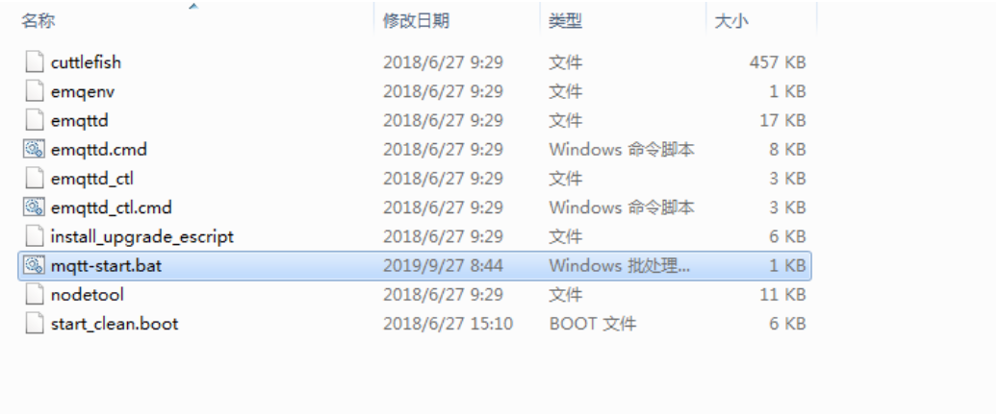 名称 修改日期 类型 大小
cuttlefish 2018/6/27 9:29 文件 457 KB
emqenv 2018/6/27 9:29 文件 1 KB
emqttd 2018/6/27 9:29 文件 17 KB
emqttd.cmd 2018/6/27 9:29 Windows 命令脚本 8 KB
emqttd_ctl 2018/6/27 9:29 文件 3 KB
emqttd_ctl.cmd 2018/6/27 9:29 Windows 命令脚本 3 KB
install_upgrade_escript 2018/6/27 9:29 文件 6 KB
mqtt-start.bat 2019/9/27 8:44 Windows 批处理... 1 KB
nodetool 2018/6/27 9:29 文件 11 KB
start_clean.boot 2018/6/27 15:10 BOOT 文件 6 KB